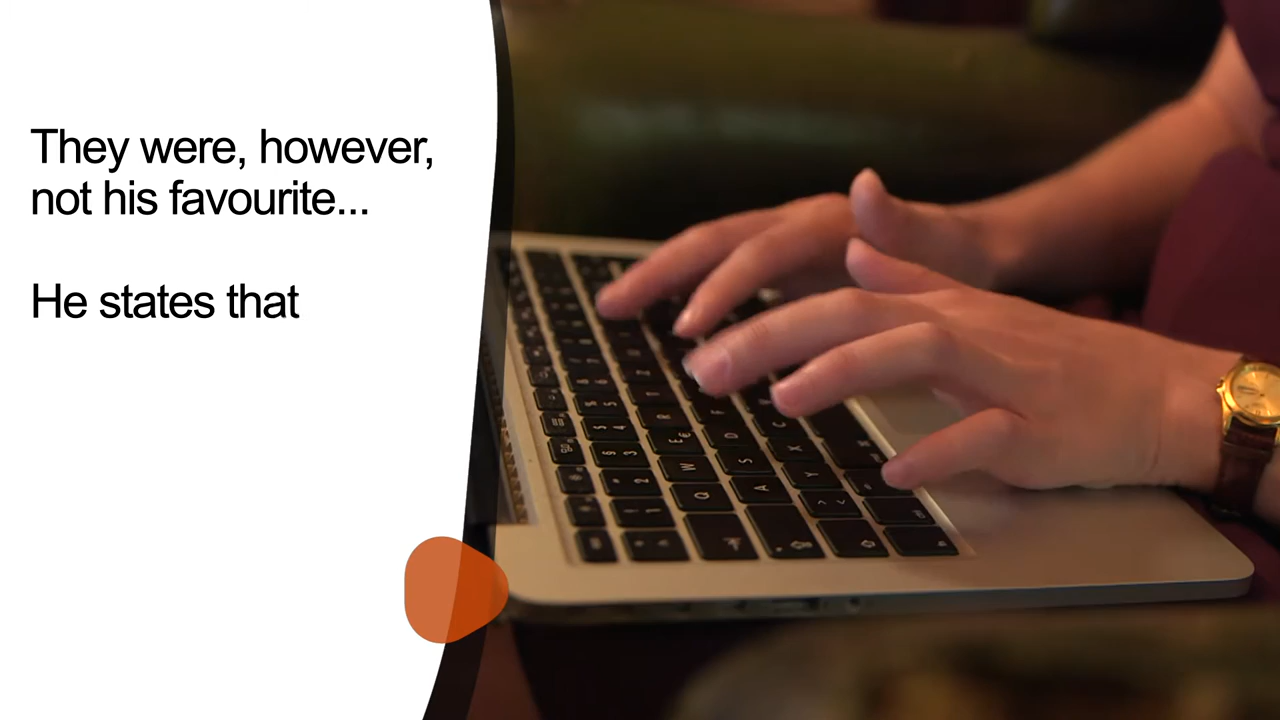 They were, however,
not his favourite...
He states that